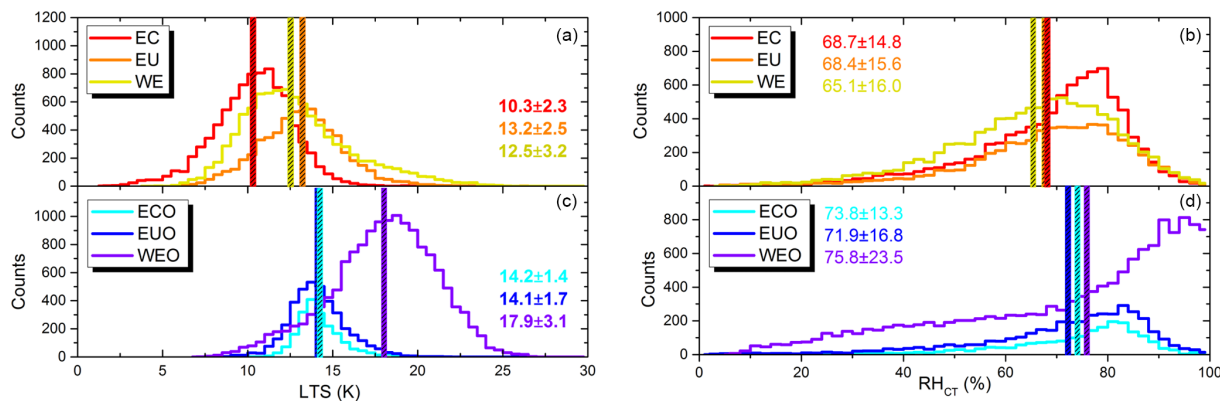 1200
1000
800
600
400
200
0
Counts
EC
EU
WE
(a)
10.3±2.3
13.2±2.5
12.5±3.2
1000
800
600
400
200
0
Counts
EC
EU
WE
68.7±14.8
68.4±15.6
65.1±16.0
(b)
1000
800
600
400
200
0
Counts
ECO
EUO
WEO
(c)
14.2±1.4
14.1±1.7
17.9±3.1
0 5 10 15 20 25 30
LTS (K)
800
600
400
200
0
Counts
ECO
EUO
WEO
73.8±13.3
71.9±16.8
75.8±23.5
(d)
0 20 40 60 80 100
RH_CT (%)